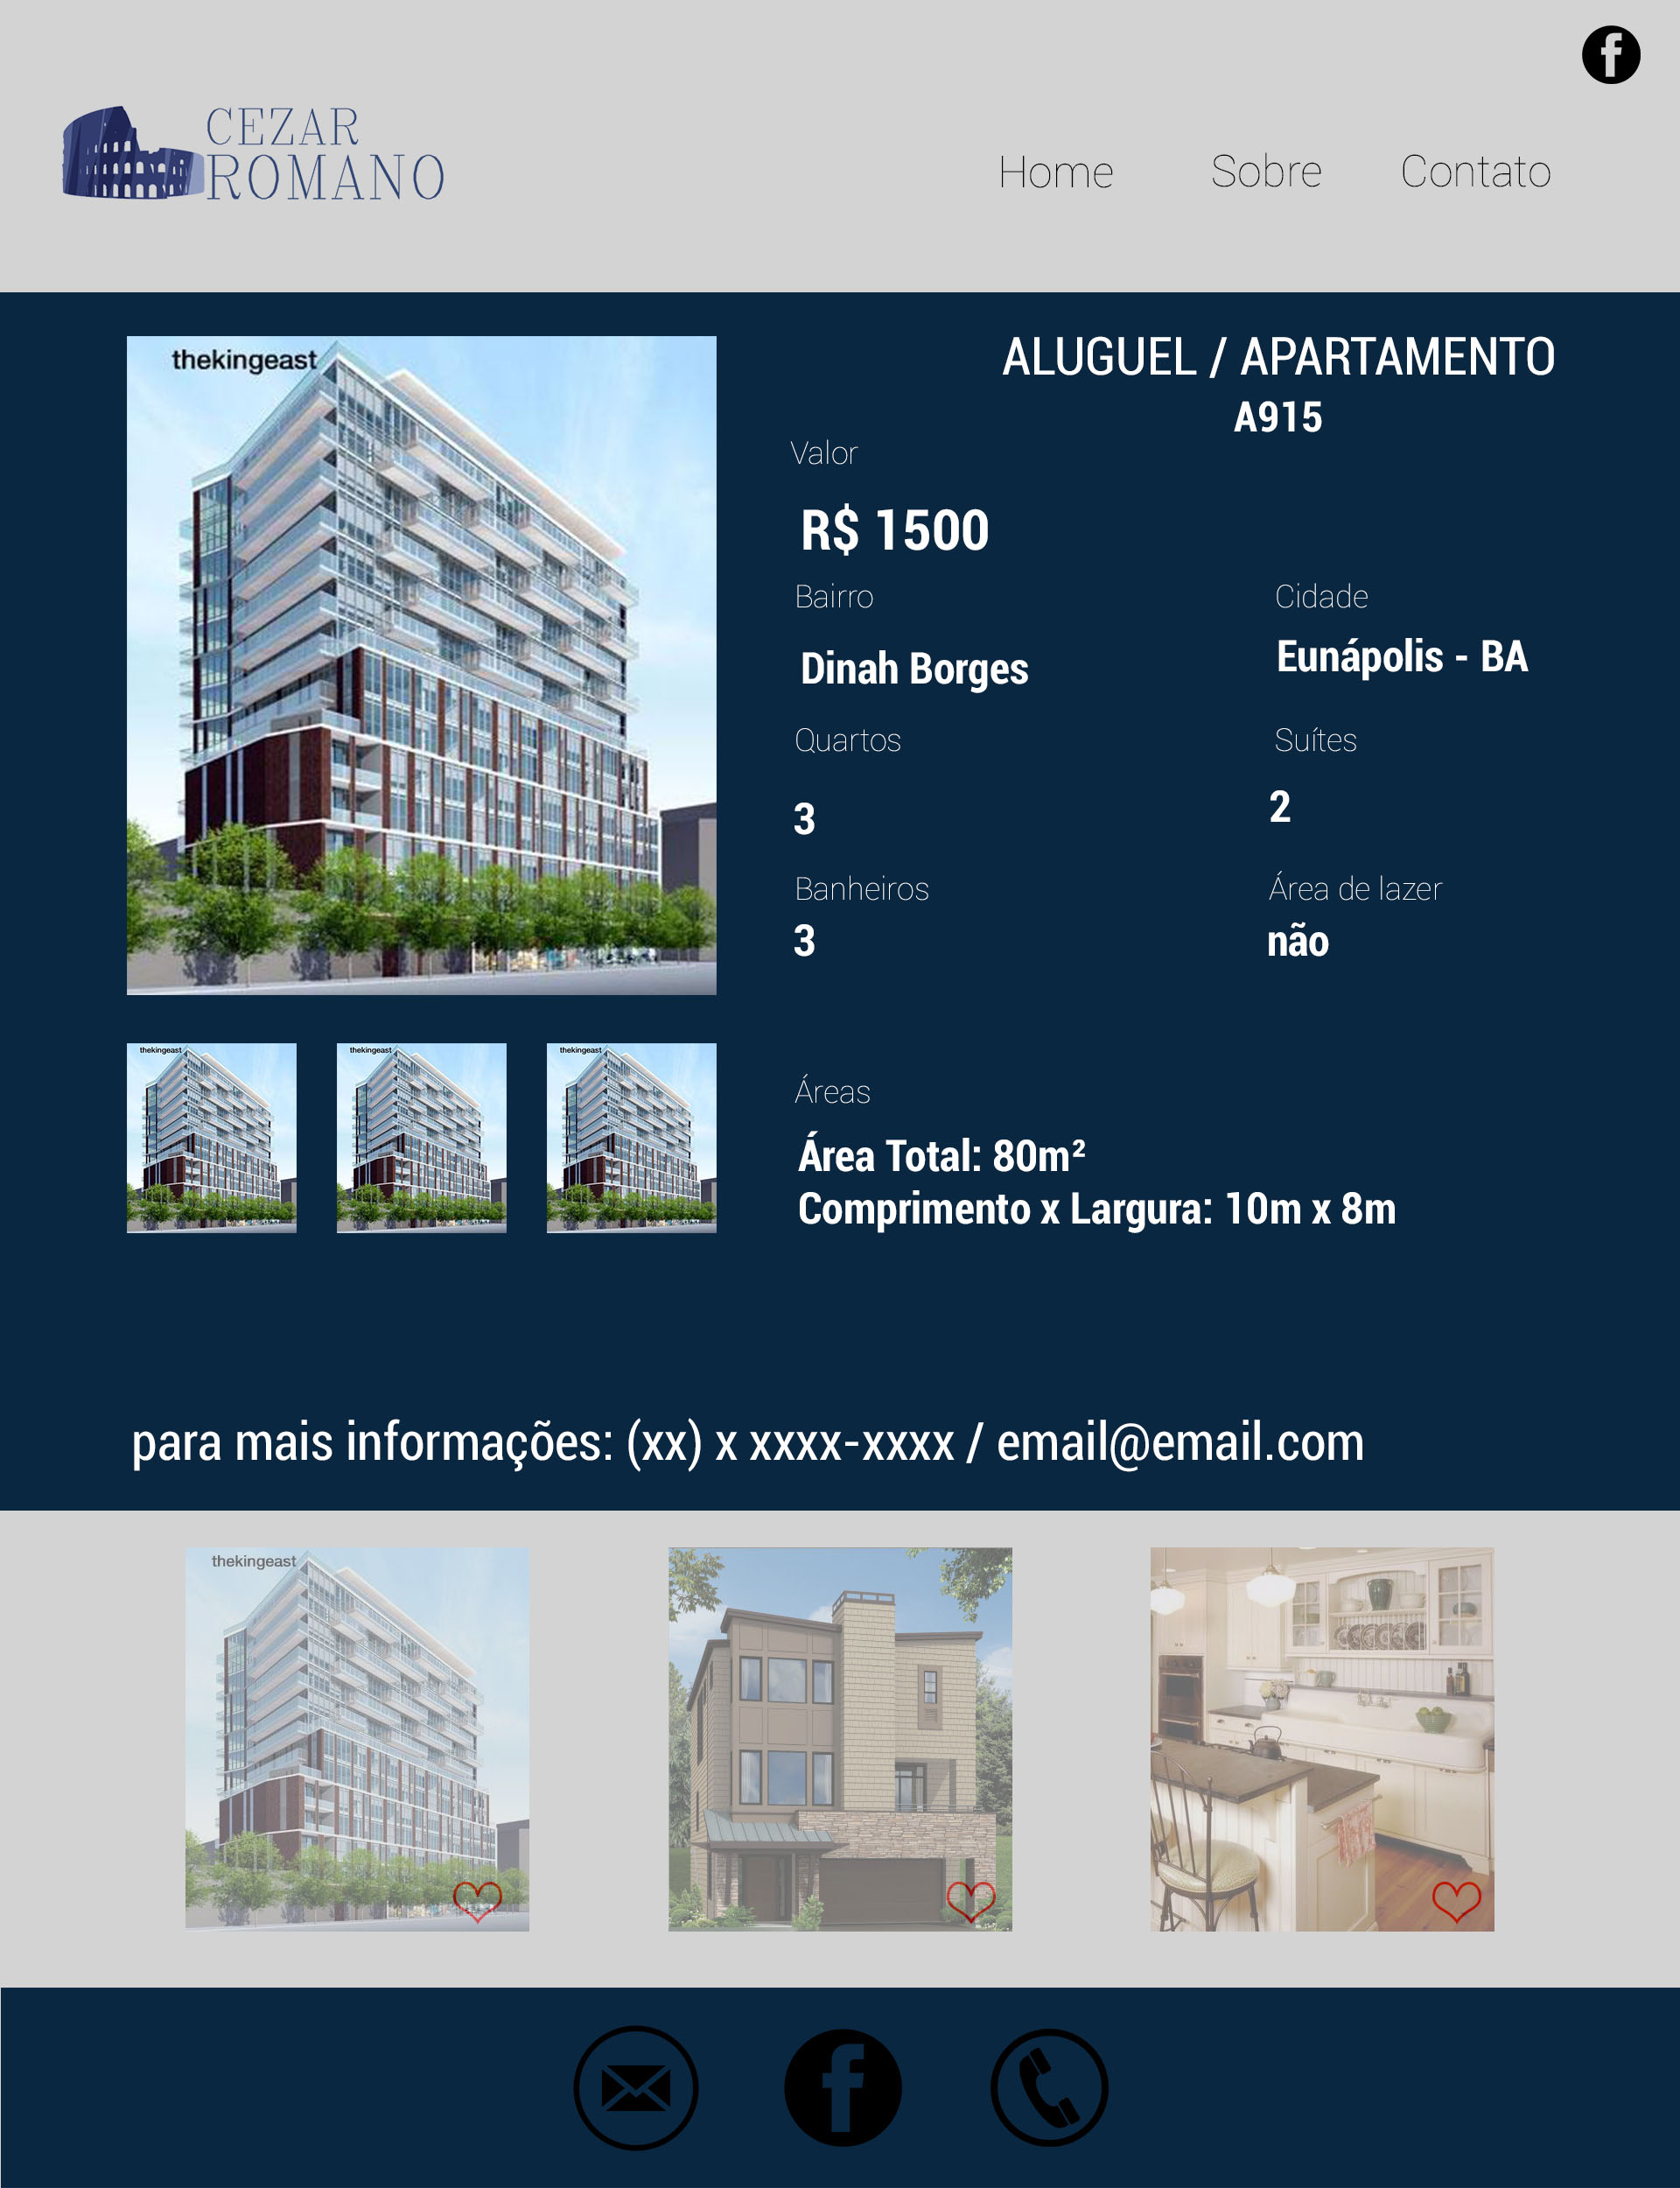 CEZAR
ROMANO
Home Sobre Contato
thekingeast
ALUGUEL / APARTAMENTO
A915
Valor
R$ 1500
Bairro
Cidade
Dinah Borges
Eunápolis - BA
Quartos
Suítes
3
2
Banheiros
Área de lazer
3
não
thekingeast
thekingeast
thekingeast
Áreas
Área Total: 80m²
Comprimento x Largura: 10m x 8m
para mais informações: (xx) x xxxx-xxxx / email@email.com
thekingeast